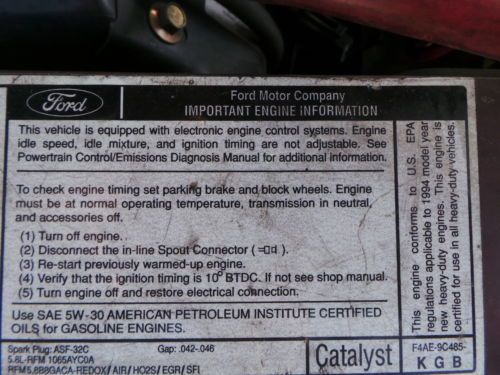 Ford
Ford Motor Company
IMPORTANT ENGINE INFORMATION
This vehicle is equipped with electronic engine control systems. Engine
idle speed, idle mixture, and ignition timing are not adjustable. See
Powertrain Control/Emissions Diagnosis Manual for additional information.
To check engine timing set parking brake and block wheels. Engine
must be at normal operating temperature, transmission in neutral,
and accessories off.
(1) Turn off engine.
(2) Disconnect the in-line Spout Connector ( ).
(3) Re-start previously warmed-up engine.
(4) Verify that the ignition timing is 10° BTDC. If not see shop manual.
(5) Turn engine off and restore electrical connection.
Use SAE 5W-30 AMERICAN PETROLEUM INSTITUTE CERTIFIED
OILS for GASOLINE ENGINES.
Spark Plug: ASF-32C Gap: .042-.046
5.8L-RFM 1065AYC0A
RFM5.8B8GACA-REDOX/AIR/HO2S/EGR/SFI
Catalyst
This engine conforms to U.S. EPA
regulations applicable to 1994 model year
new heavy-duty engines. This engine is
certified for use in all heavy-duty vehicles.
F4AE-9C485-
K G B